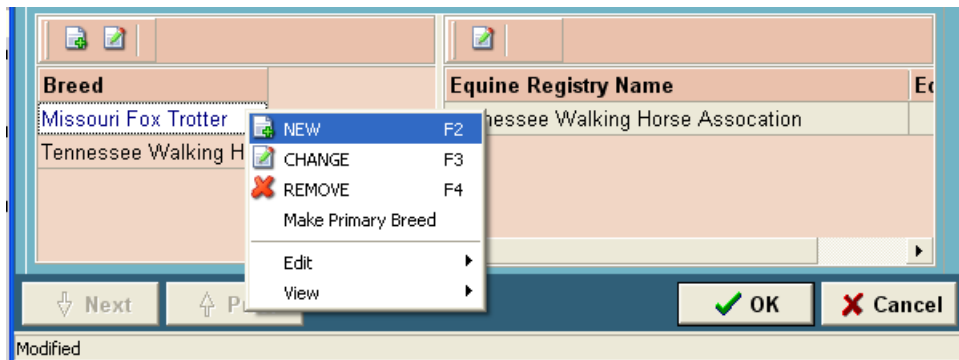 Breed
Equine Registry Name
Missouri Fox Trotter
Walking Horse Assocation
Tennessee Walking H
NEW F2
CHANGE F3
REMOVE F4
Make Primary Breed
Edit
View
Next
OK
Cancel
Modified